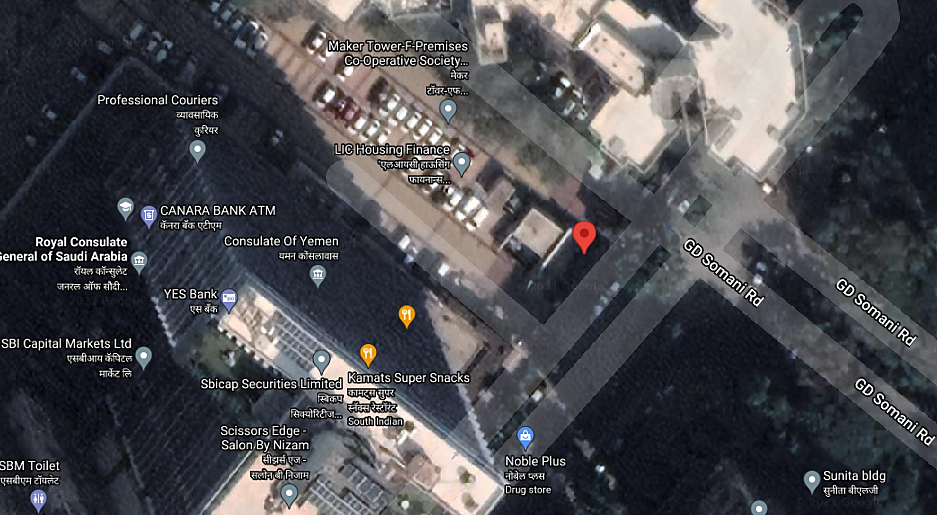 Maker Tower-F-Premises
Co-Operative Society...
मेकर
टॉवर-एफ...
Professional Couriers
व्यावसायिक
कुरियर
LIC Housing Finance
एलआयसी हाऊसिंग
फायनान्स...
CANARA BANK ATM
कॅनरा बँक एटीएम
Royal Consulate
General of Saudi Arabia
रॉयल कॉन्सुलेट
जनरल ऑफ सौदी...
Consulate Of Yemen
यमन कोंसलावास
GD Somani Rd
GD Somani Rd
GD Somani Rd
YES Bank
एस बँक
SBI Capital Markets Ltd
एसबीआय कॅपिटल
मार्केट लि
Sbicap Securities Limited
स्बिकप
सिक्योरिटीज...
Kamats Super Snacks
कामट्स सुपर
स्नॅक्स रेस्टॉरंट
South Indian
Scissors Edge -
Salon By Nizam
सीझर्स एज -
सलोन बी निजाम
Noble Plus
नोबेल प्लस
Drug store
SBM Toilet
एसबीएम टॉयलेट
Sunita bldg
सुनीता बीएलजी